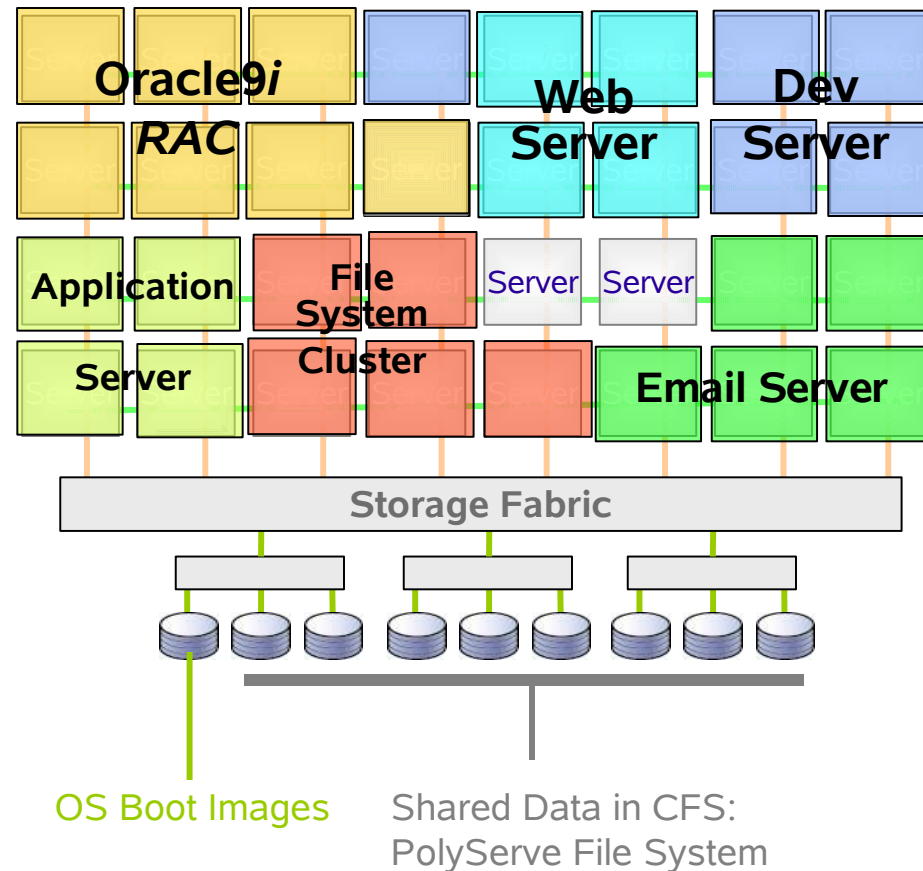 Oracle9i
RAC
Web
Server
Dev
Server
Application
Server
File
System
Cluster
Server
Server
Email Server
Storage Fabric
OS Boot Images
Shared Data in CFS:
PolyServe File System